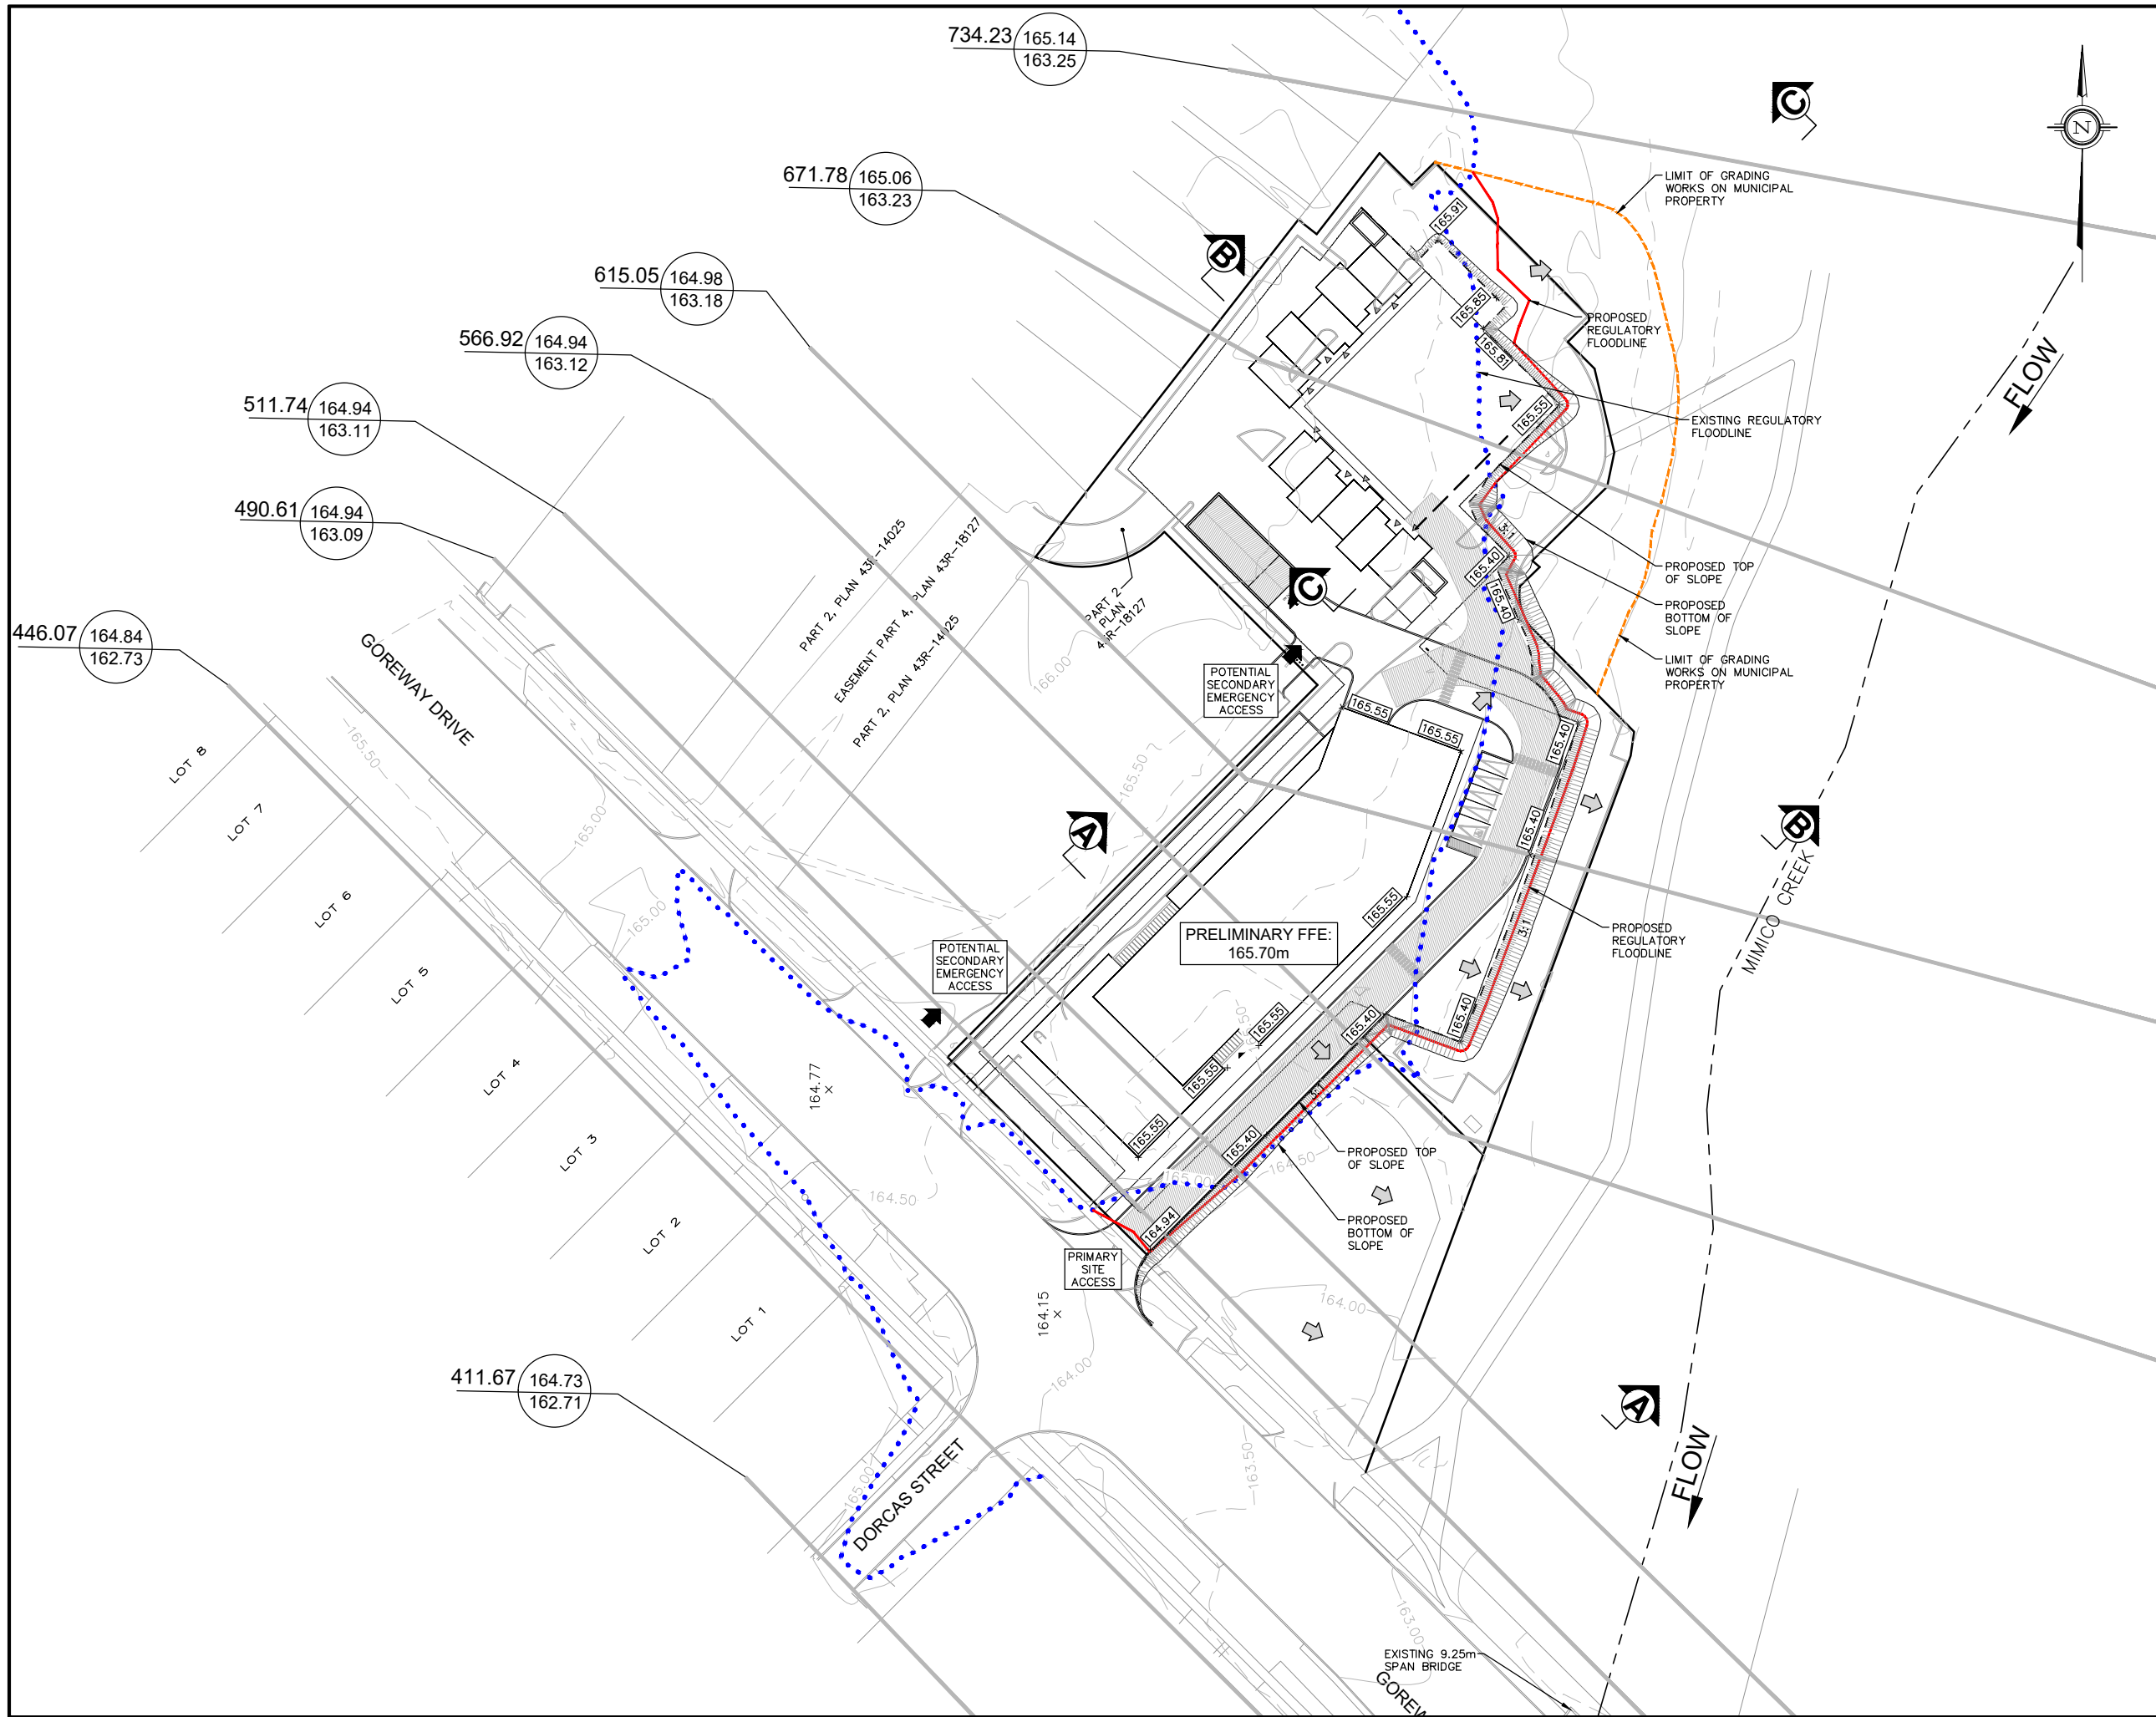 734.23
165.14
163.25
671.78
165.06
163.23
615.05
164.98
163.18
566.92
164.94
163.12
511.74
164.94
163.11
490.61
164.94
163.09
446.07
164.84
162.73
411.67
164.73
162.71
C
N
B
LIMIT OF GRADING
WORKS ON MUNICIPAL
PROPERTY
165.91
165.85
165.81
PROPOSED
REGULATORY
FLOODLINE
FLOW
165.55
EXISTING REGULATORY
FLOODLINE
3:1
PROPOSED TOP
OF SLOPE
165.40
165.40
PROPOSED
BOTTOM OF
SLOPE
LIMIT OF GRADING
WORKS ON MUNICIPAL
PROPERTY
PART 2, PLAN 43R-14025
EASEMENT PART 4, PLAN 43R-18127
PART 2, PLAN 43R-14025
PART 2
PLAN
43R-18127
166.00
C
POTENTIAL
SECONDARY
EMERGENCY
ACCESS
GOREWAY DRIVE
165.50
165.00
165.00
LOT 8
LOT 7
LOT 6
LOT 5
LOT 4
LOT 3
LOT 2
LOT 1
165.55
165.55
165.40
165.50
A
165.40
B
MIMICO CREEK
165.55
PRELIMINARY FFE:
165.70m
PROPOSED
REGULATORY
FLOODLINE
3:1
POTENTIAL
SECONDARY
EMERGENCY
ACCESS
165.40
165.40
165.50
165.55
165.55
164.77
3:1
165.55
165.40
PROPOSED TOP
OF SLOPE
164.50
165.00
164.50
164.94
PROPOSED
BOTTOM OF
SLOPE
PRIMARY
SITE
ACCESS
164.15
164.00
164.00
A
FLOW
163.50
165.00
DORCAS STREET
163.00
EXISTING 9.25m
SPAN BRIDGE
GOREW